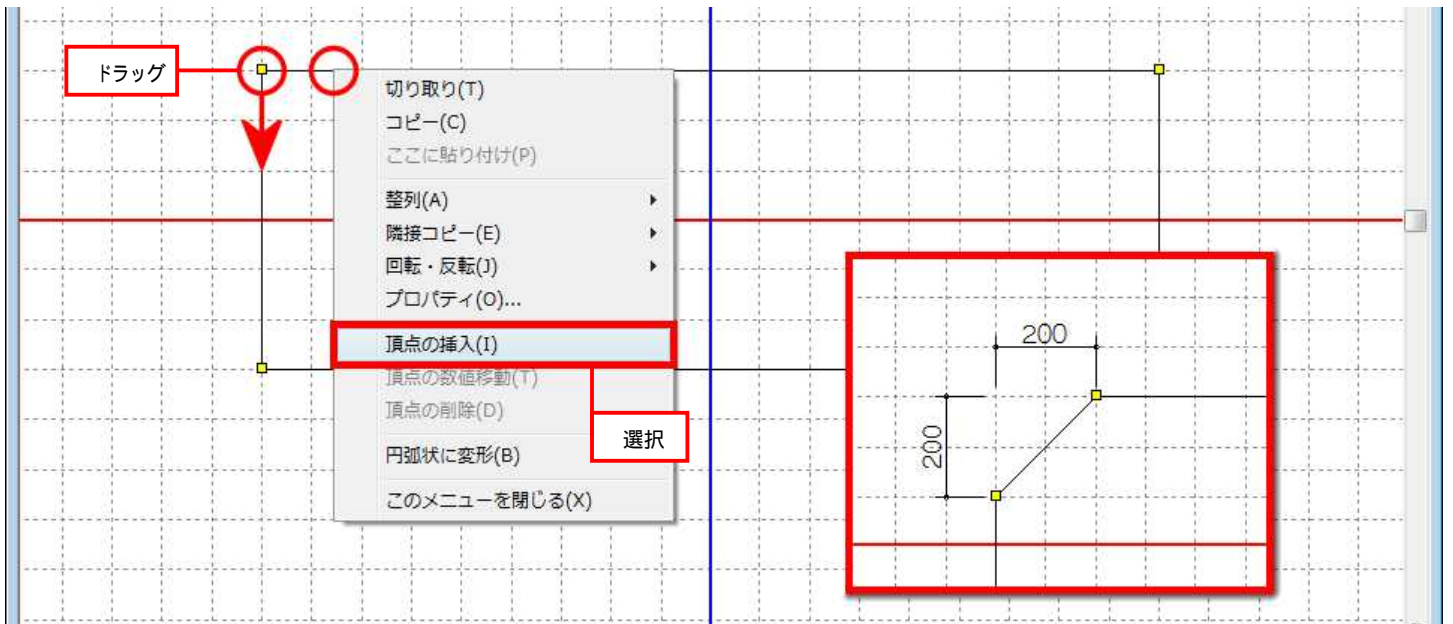 ドラッグ
切り取り(T)
コピー(C)
ここに貼り付け(P)
整列(A)
隣接コピー(E)
回転・反転(J)
プロパティ(O)...
頂点の挿入(I)
頂点の数値移動(T)
頂点の削除(D)
選択
円弧状に変形(B)
このメニューを閉じる(X)
200
200